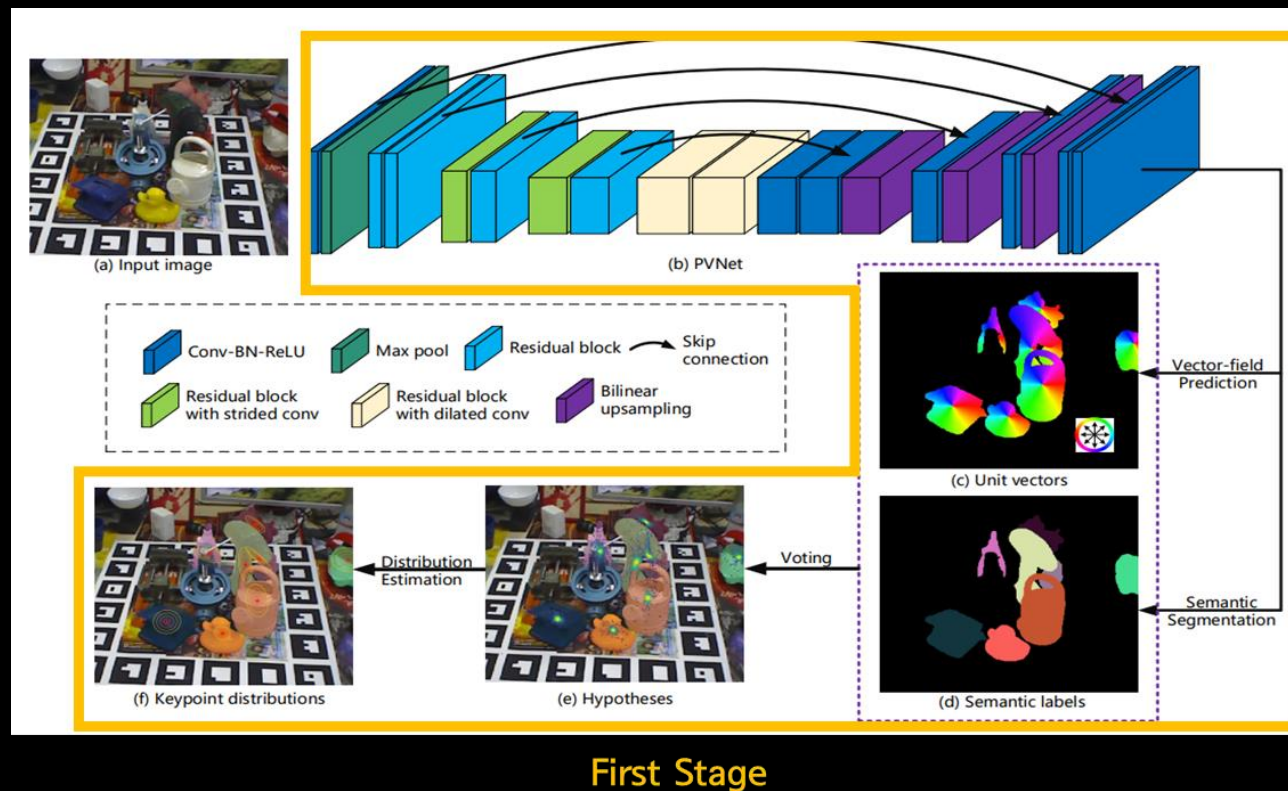 (a) Input image
(b) PVNet
Conv-BN-ReLU
Max pool
Residual block
Skip
connection
Residual block
with strided conv
Residual block
with dilated conv
Bilinear
upsampling
Vector-field
Prediction
(c) Unit vectors
Semantic
Segmentation
(d) Semantic labels
Voting
(e) Hypotheses
Distribution
Estimation
(f) Keypoint distributions
First Stage